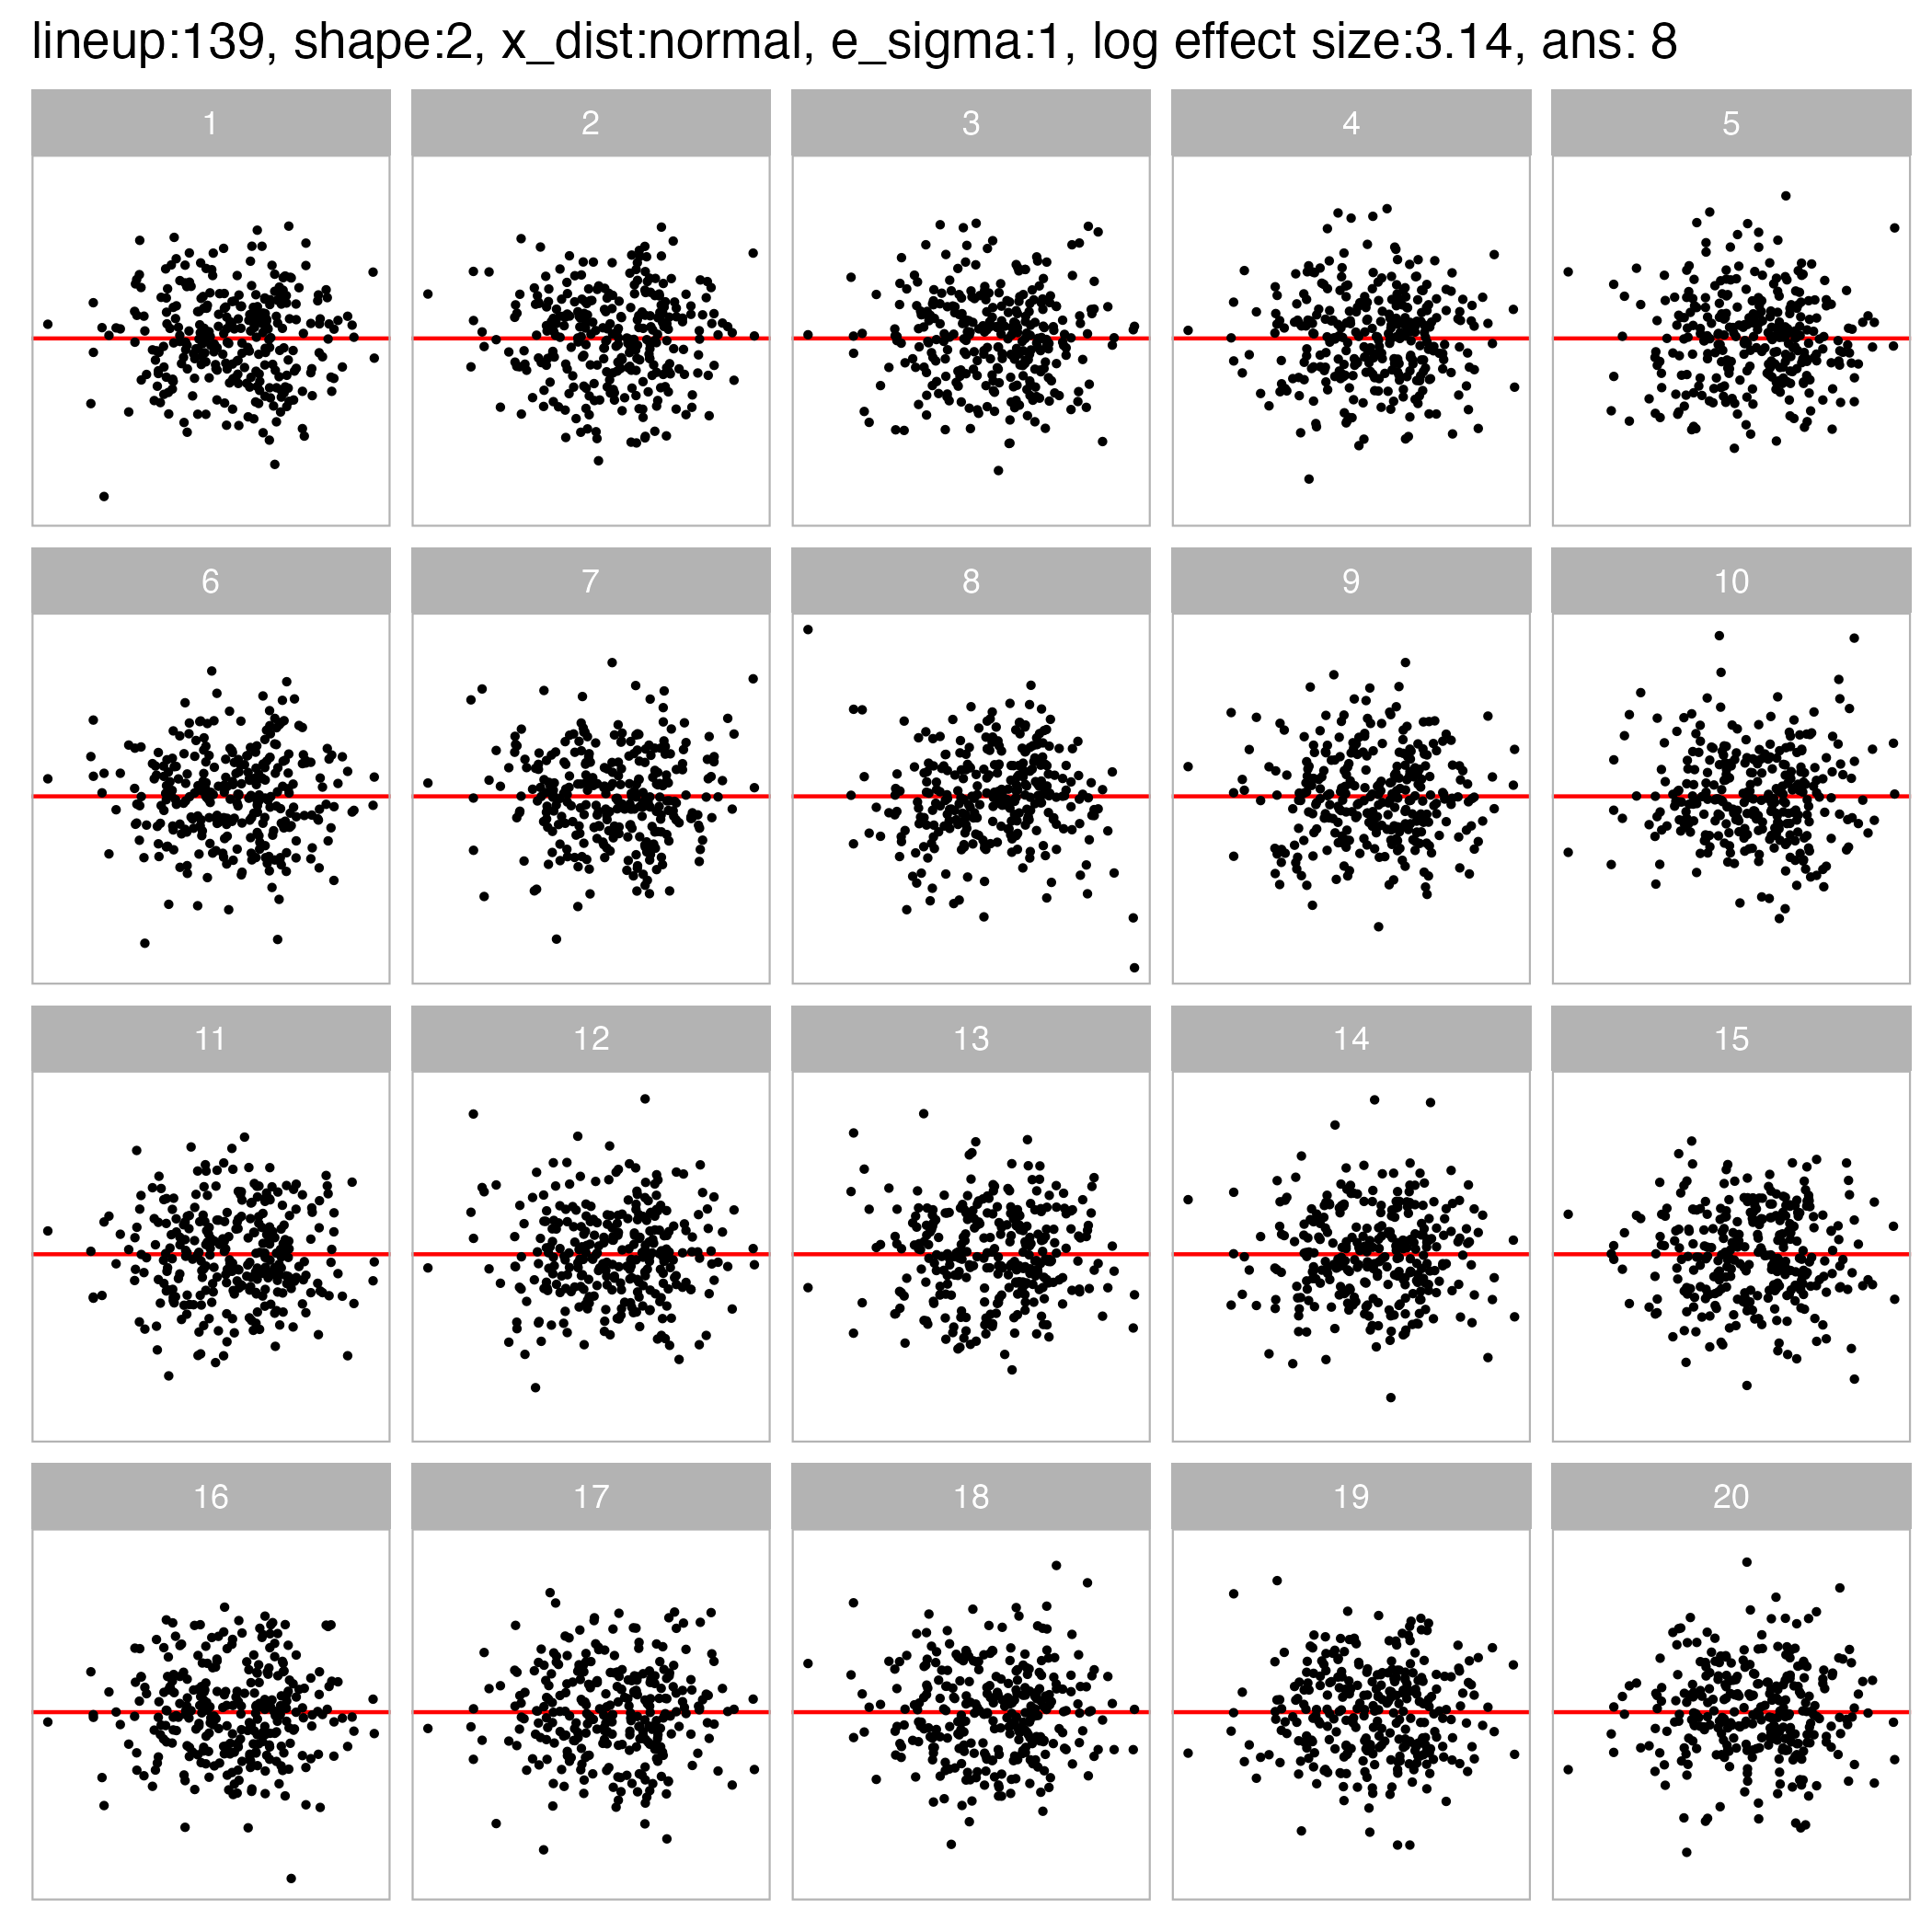 lineup:139, shape:2, x_dist:normal, e_sigma:1, log effect size:3.14, ans: 8
1 2 3 4 5
6 7 8 9 10
11 12 13 14 15
16 17 18 19 20